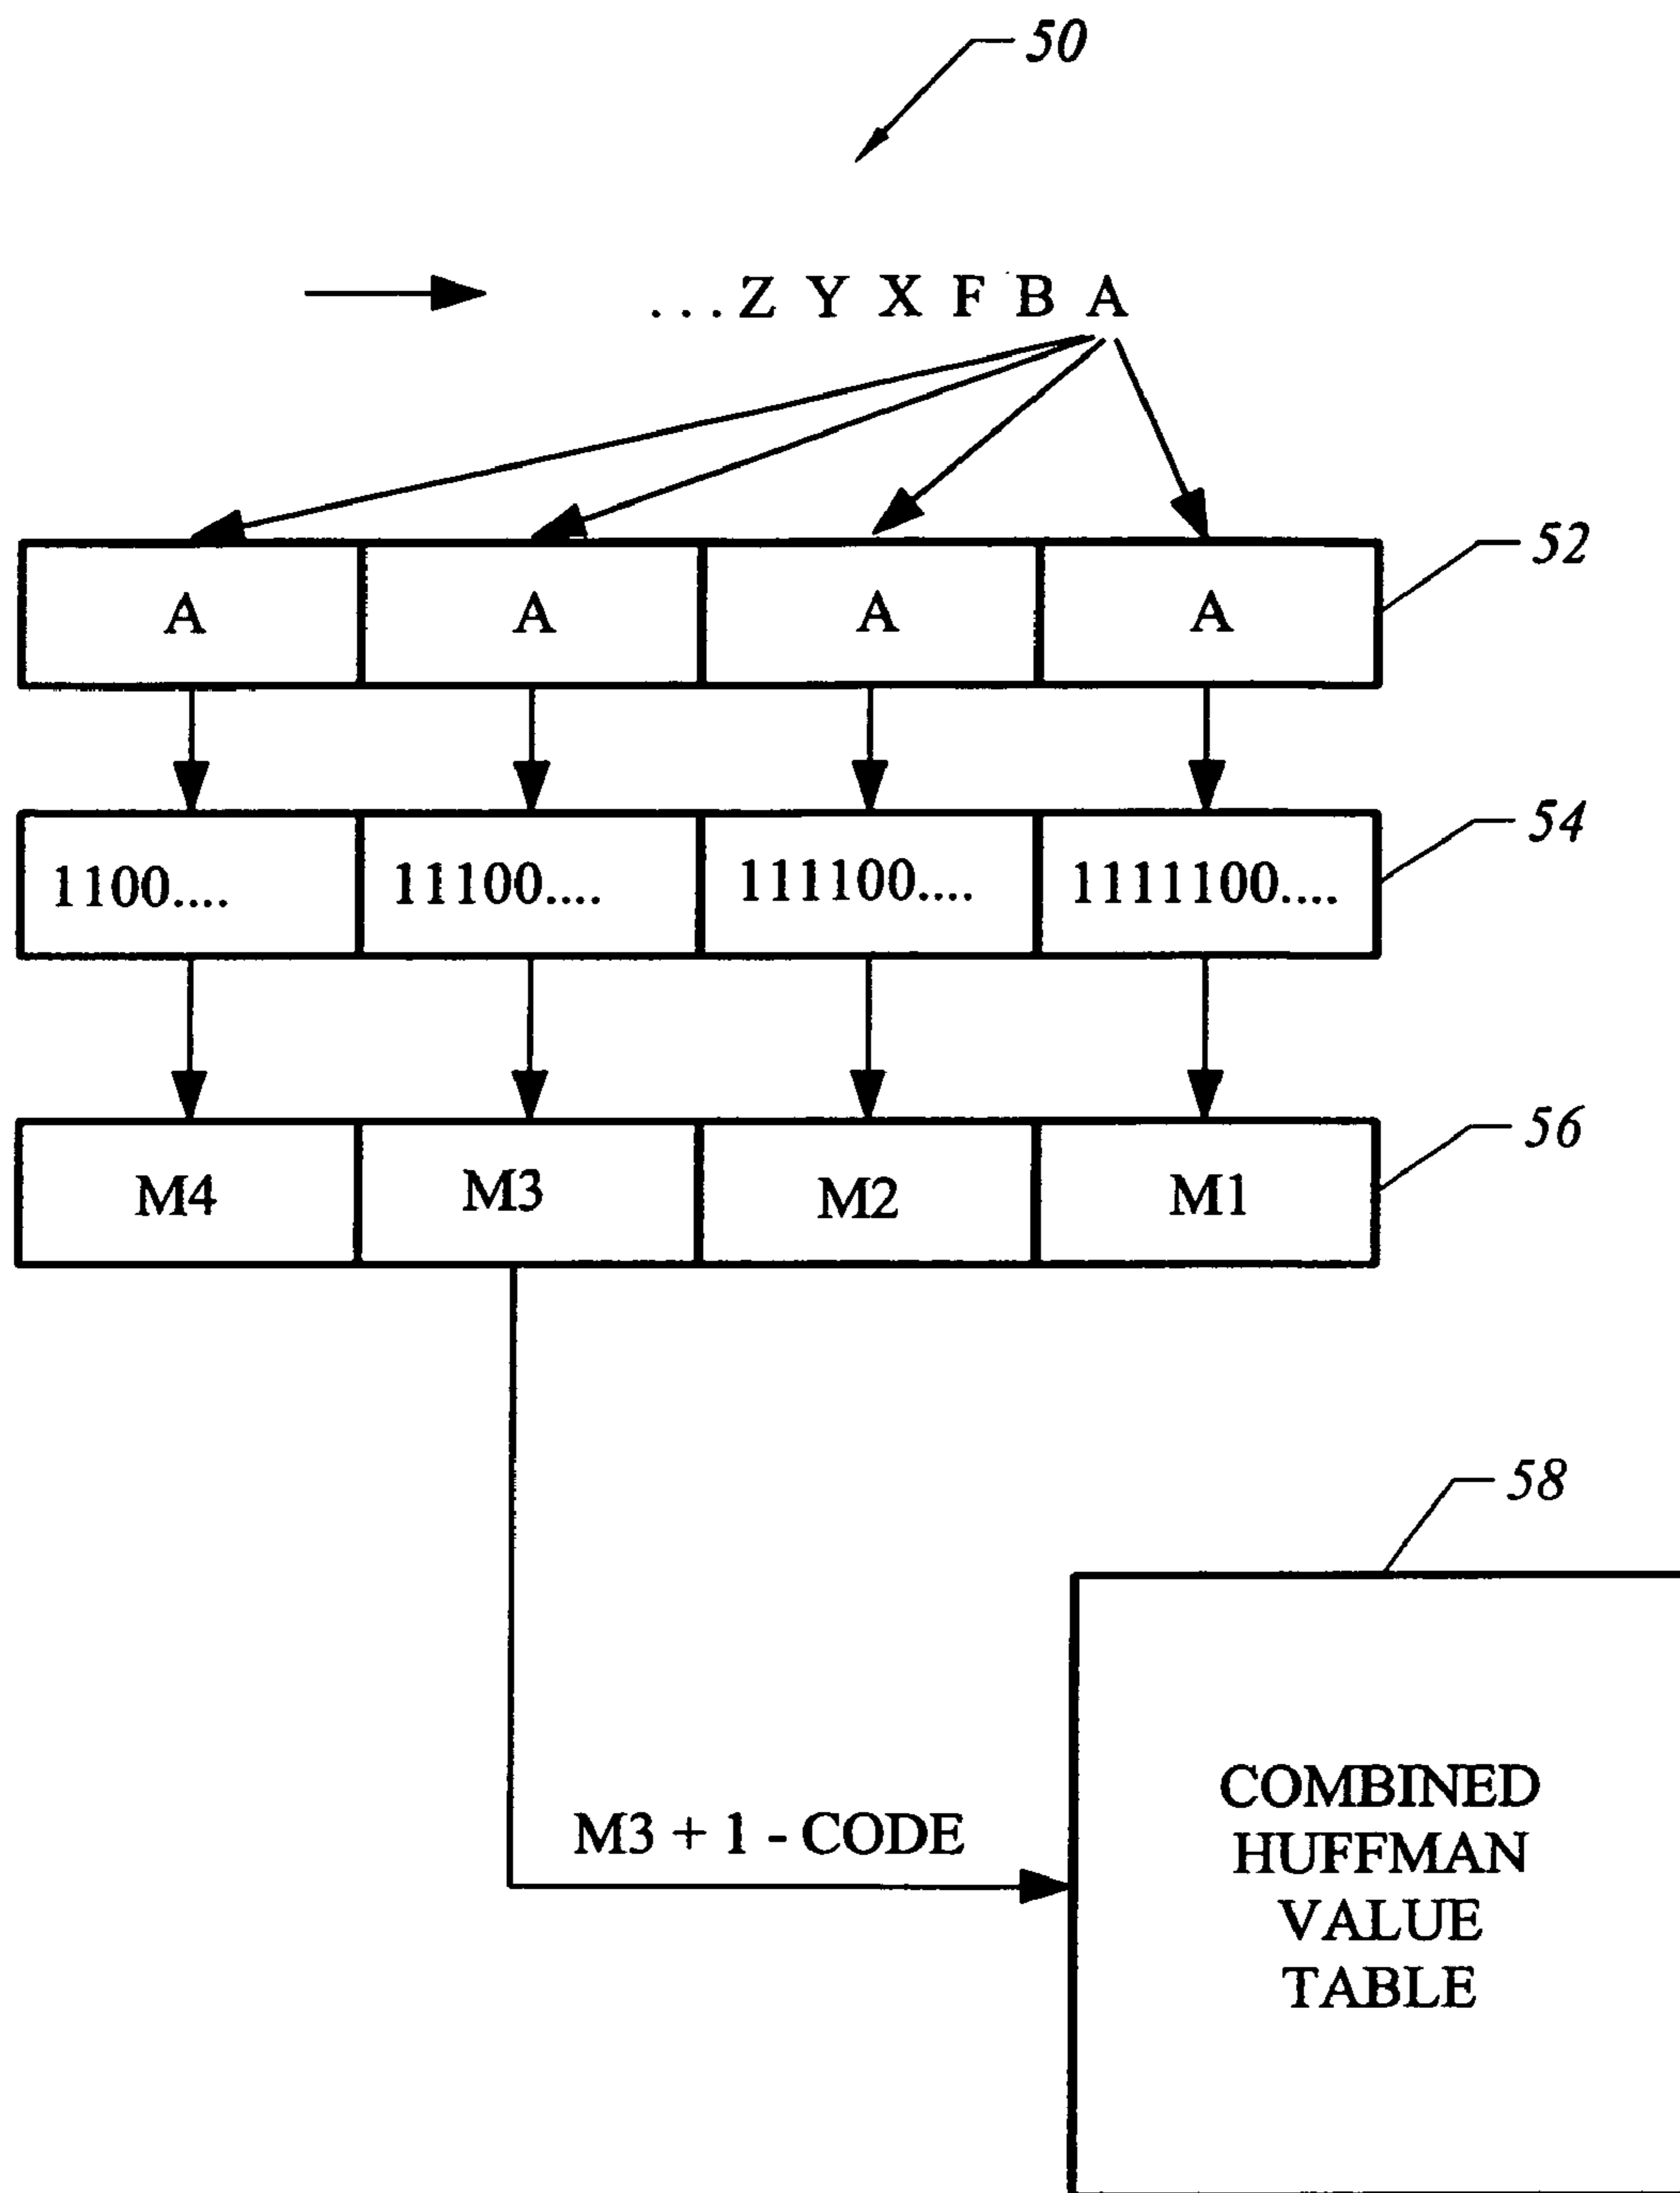 50
...Z Y X F B A
A A A A
52
1100.... 11100.... 111100.... 1111100....
54
M4 M3 M2 M1
56
58
M3 + 1 - CODE
COMBINED
HUFFMAN
VALUE
TABLE